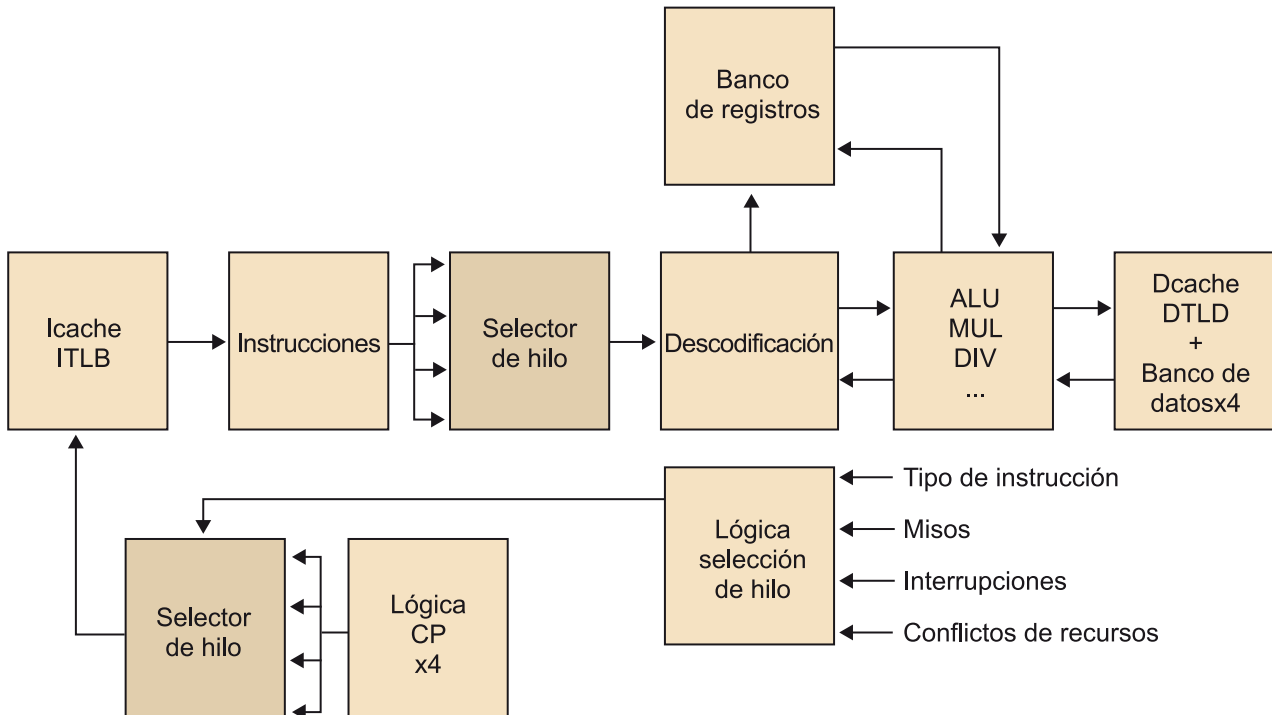 Banco
de registros
Icache
ITLB
Instrucciones
Selector
de hilo
Descodificación
ALU
MUL
DIV
...
Dcache
DTLD
+
Banco de
datosx4
Selector
de hilo
Lógica
CP
x4
Lógica
selección
de hilo
Tipo de instrucción
Misos
Interrupciones
Conflictos de recursos